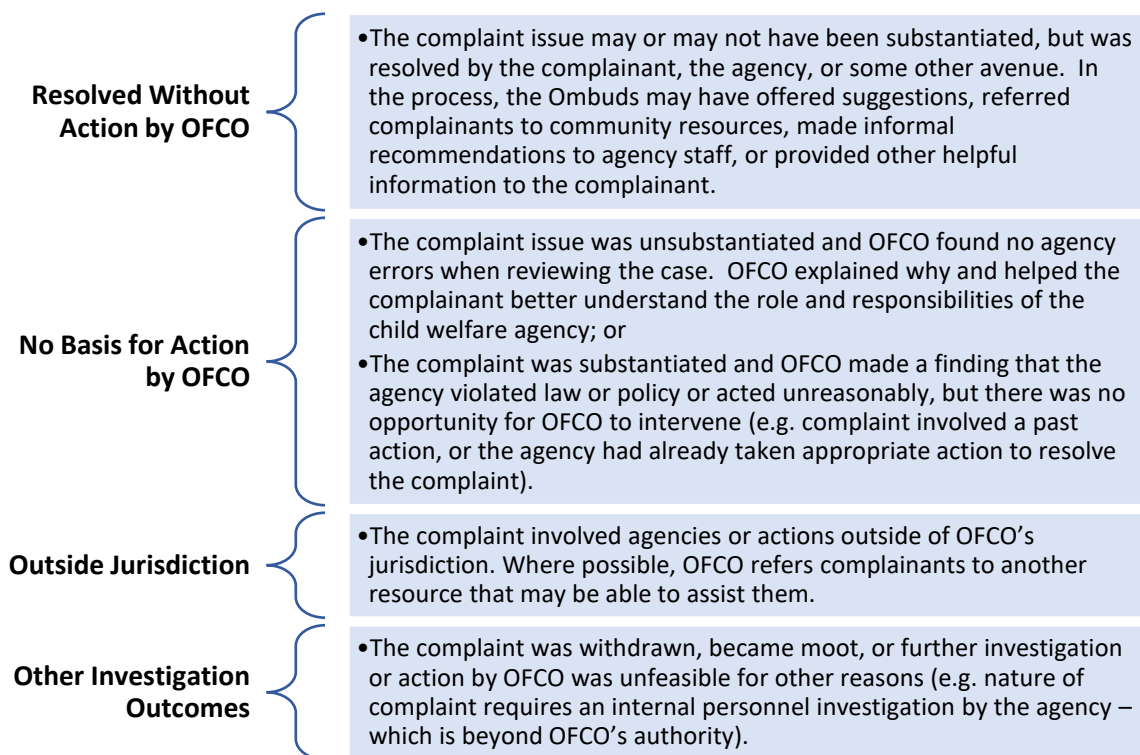 Resolved Without
Action by OFCO
•The complaint issue may or may not have been substantiated, but was
resolved by the complainant, the agency, or some other avenue.  In
the process, the Ombuds may have offered suggestions, referred
complainants to community resources, made informal
recommendations to agency staff, or provided other helpful
information to the complainant.
No Basis for Action
by OFCO
•The complaint issue was unsubstantiated and OFCO found no agency
errors when reviewing the case.  OFCO explained why and helped the
complainant better understand the role and responsibilities of the
child welfare agency; or
•The complaint was substantiated and OFCO made a finding that the
agency violated law or policy or acted unreasonably, but there was no
opportunity for OFCO to intervene (e.g. complaint involved a past
action, or the agency had already taken appropriate action to resolve
the complaint).
Outside Jurisdiction
•The complaint involved agencies or actions outside of OFCO’s
jurisdiction. Where possible, OFCO refers complainants to another
resource that may be able to assist them.
Other Investigation
Outcomes
•The complaint was withdrawn, became moot, or further investigation
or action by OFCO was unfeasible for other reasons (e.g. nature of
complaint requires an internal personnel investigation by the agency –
which is beyond OFCO’s authority).